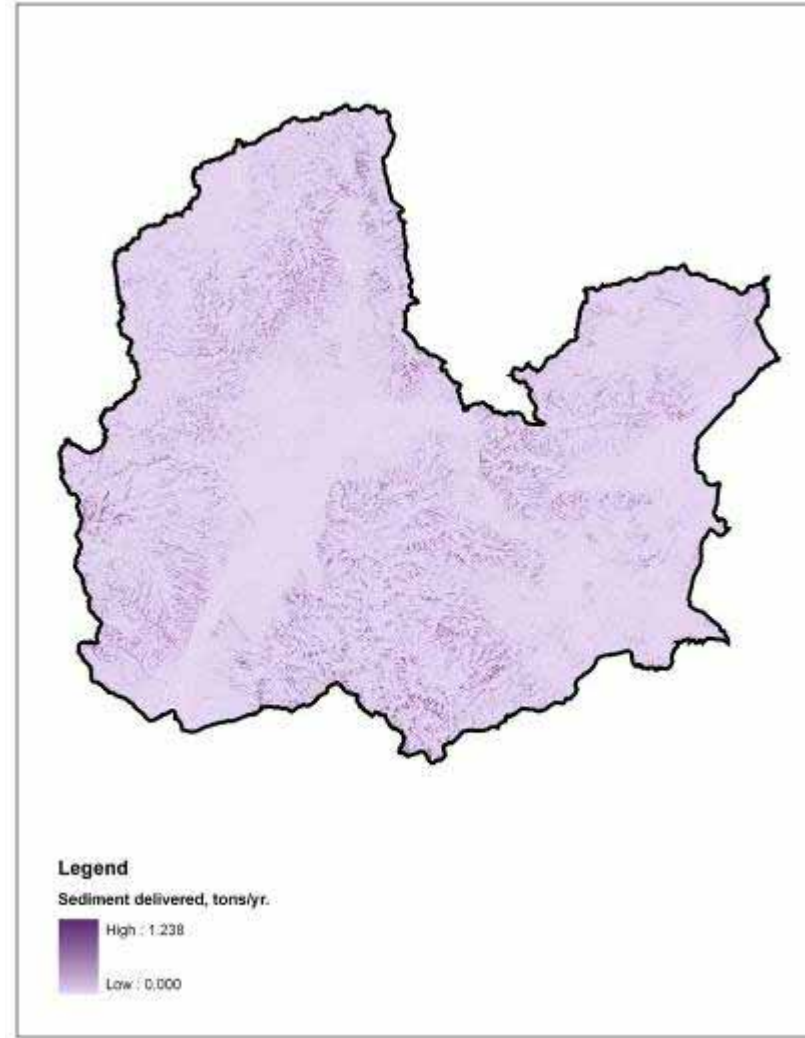 Legend
Sediment delivered, tons/yr.
High : 1.238
Low : 0.000